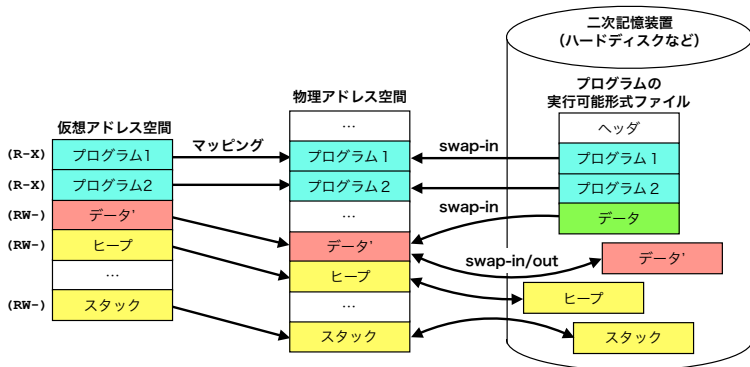 二次記憶装置
(ハードディスクなど)
プログラムの
実行可能形式ファイル
ヘッダ
プログラム１
プログラム２
データ
データ'
ヒープ
スタック
物理アドレス空間
…
プログラム１
プログラム２
…
データ'
ヒープ
…
スタック
仮想アドレス空間
(R-X)
プログラム1
(R-X)
プログラム2
(RW-)
データ'
(RW-)
ヒープ
…
(RW-)
スタック
マッピング
swap-in
swap-in
swap-in/out